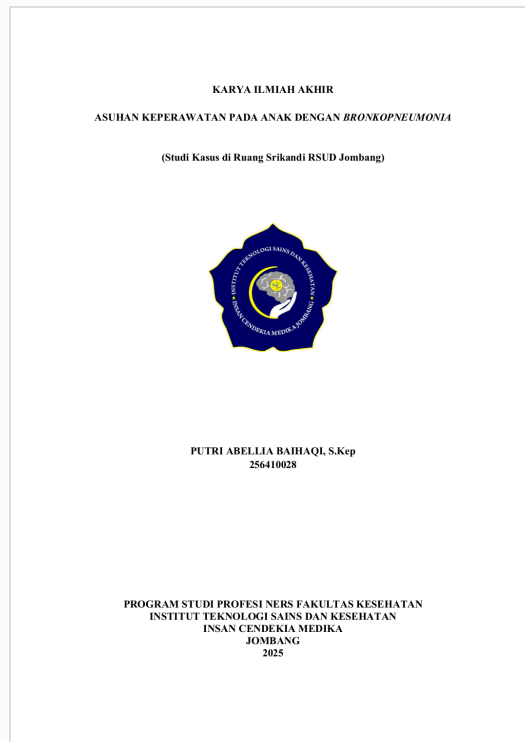 KARYA ILMIAH AKHIR
ASUHAN KEPERAWATAN PADA ANAK DENGAN BRONKOPNEUMONIA
(Studi Kasus di Ruang Srikandi RSUD Jombang)
INSTITUT TEKNOLOGI SAINS DAN KESEHATAN
INSAN CENDEKIA MEDIKA JOMBANG
PUTRI ABELLIA BAIHAQI, S.Kep
256410028
PROGRAM STUDI PROFESI NERS FAKULTAS KESEHATAN
INSTITUT TEKNOLOGI SAINS DAN KESEHATAN
INSAN CENDEKIA MEDIKA
JOMBANG
2025